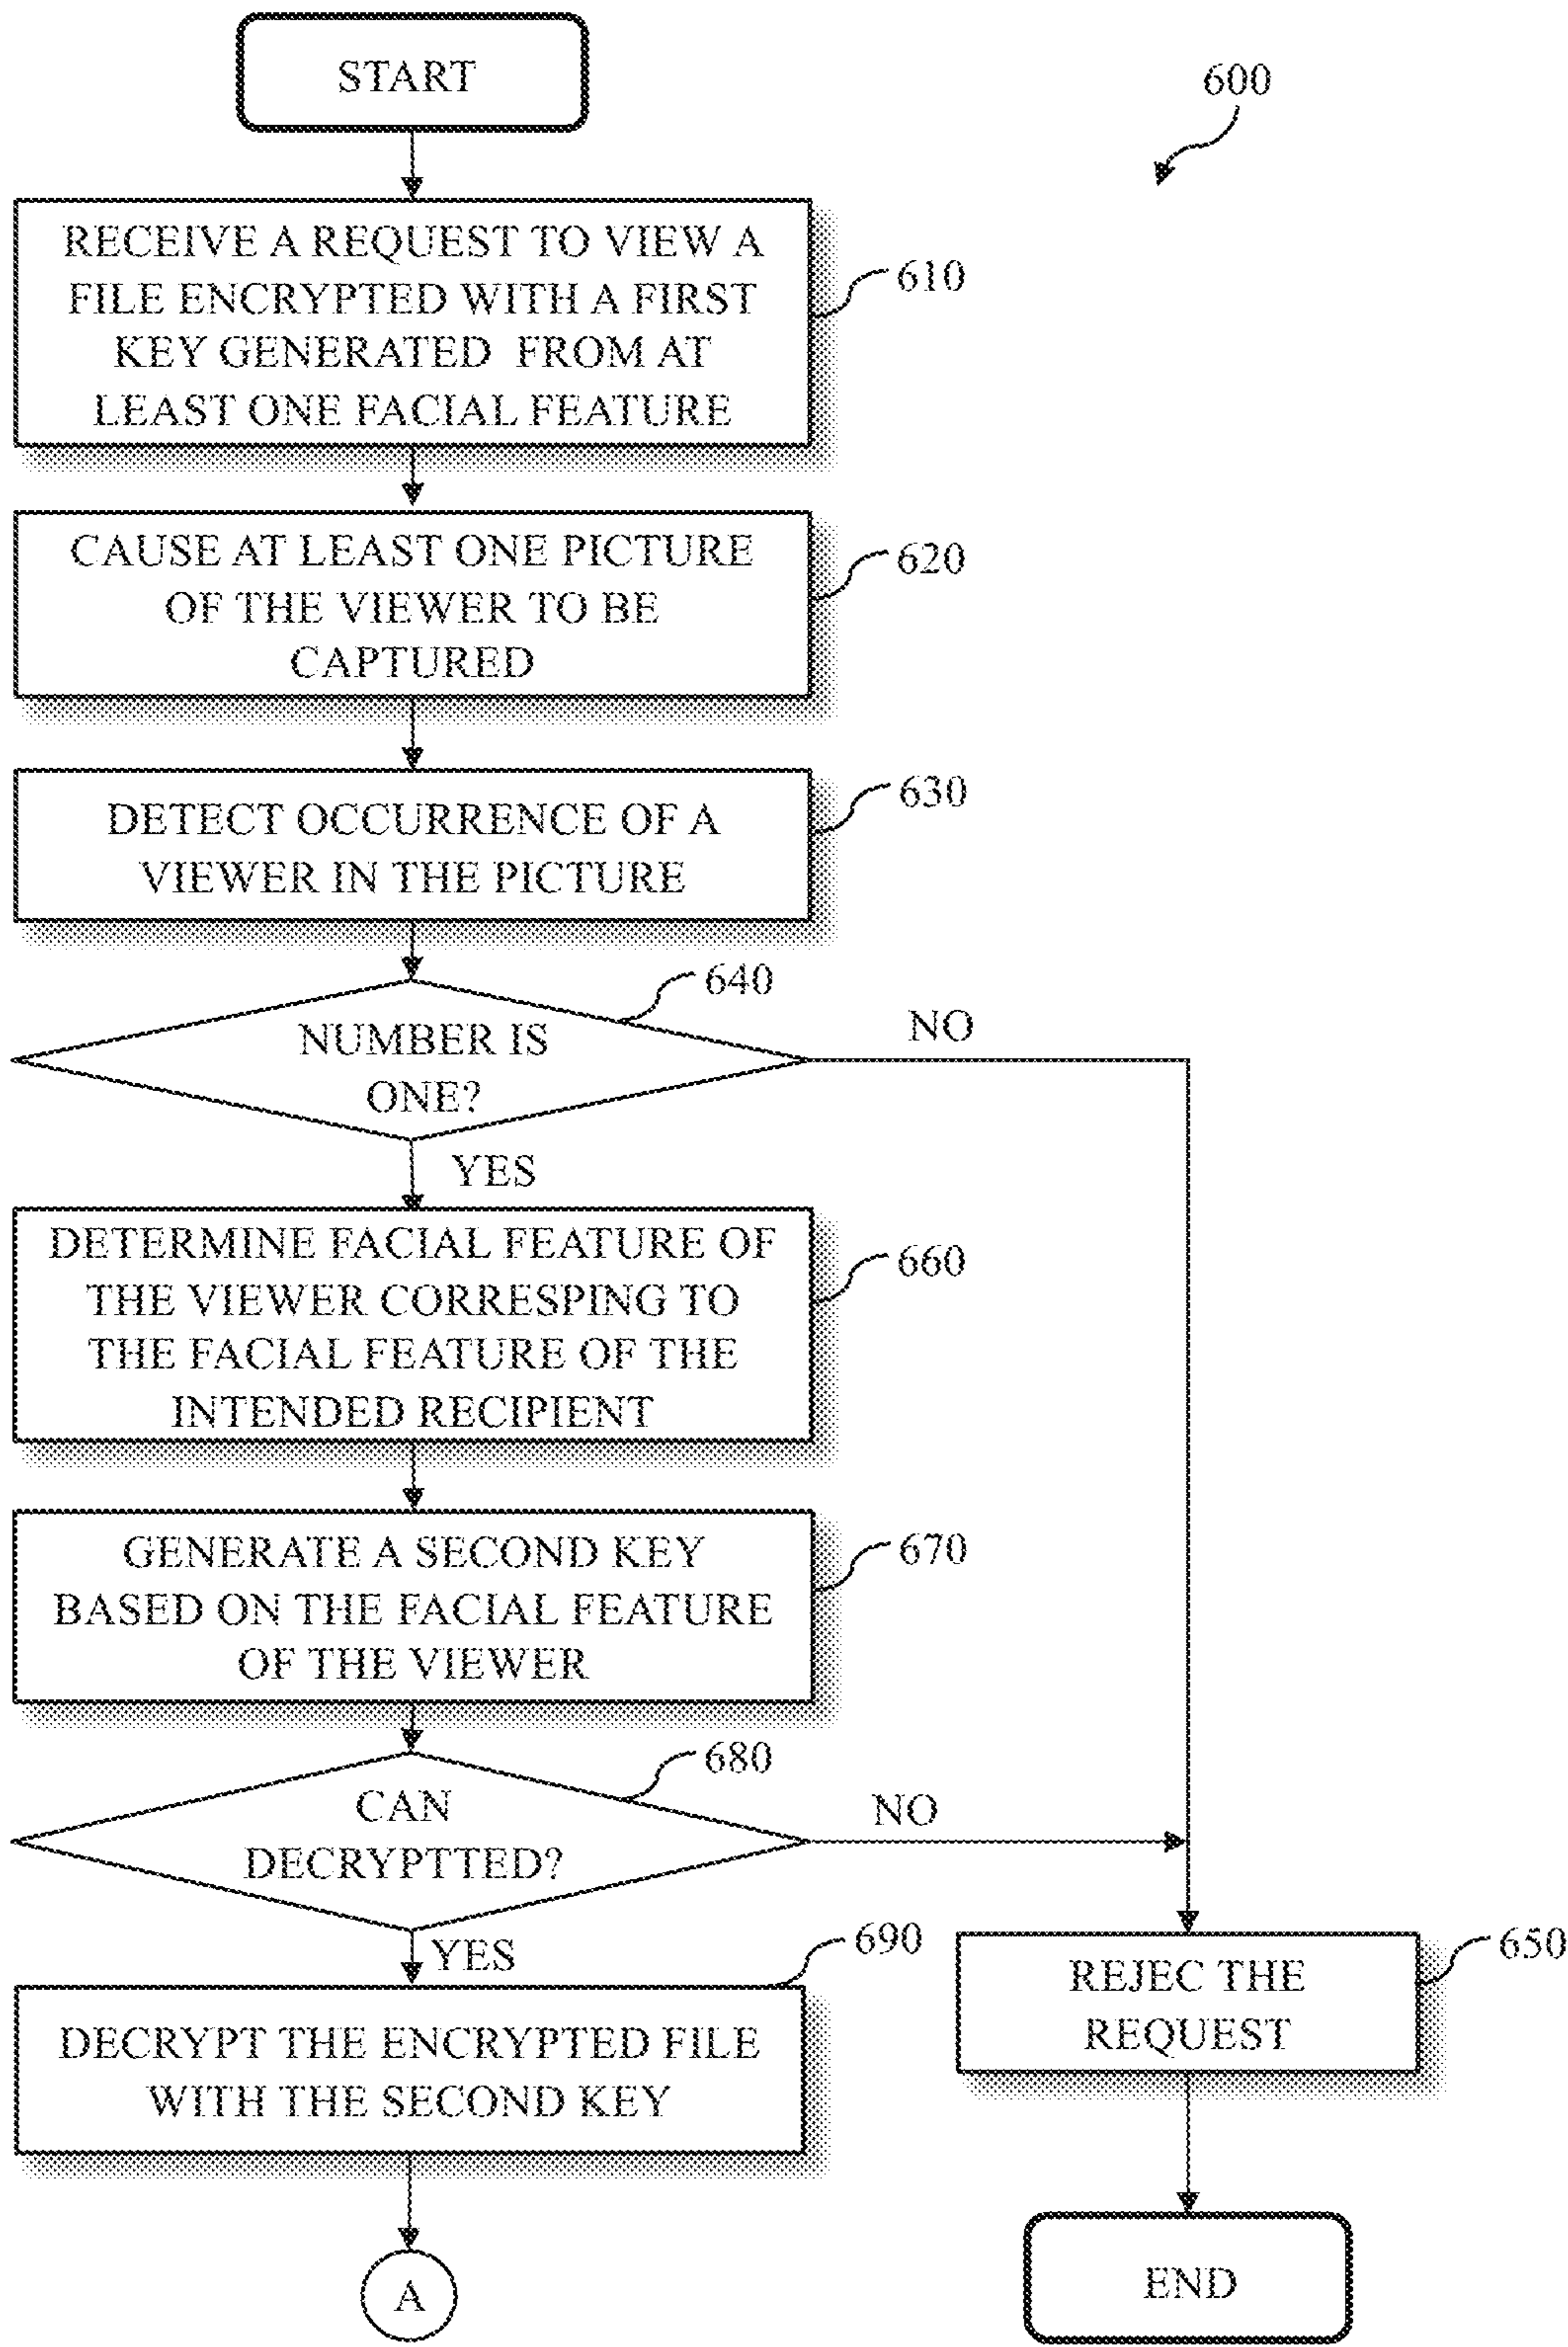 START
600
RECEIVE A REQUEST TO VIEW A
FILE ENCRYPTED WITH A FIRST
KEY GENERATED FROM AT
LEAST ONE FACIAL FEATURE
610
CAUSE AT LEAST ONE PICTURE
OF THE VIEWER TO BE
CAPTURED
620
DETECT OCCURRENCE OF A
VIEWER IN THE PICTURE
630
NUMBER IS
ONE?
640
NO
YES
DETERMINE FACIAL FEATURE OF
THE VIEWER CORRESPING TO
THE FACIAL FEATURE OF THE
INTENDED RECIPIENT
660
GENERATE A SECOND KEY
BASED ON THE FACIAL FEATURE
OF THE VIEWER
670
CAN
DECRYPTTED?
680
NO
YES
DECRYPT THE ENCRYPTED FILE
WITH THE SECOND KEY
690
REJEC THE
REQUEST
650
A
END